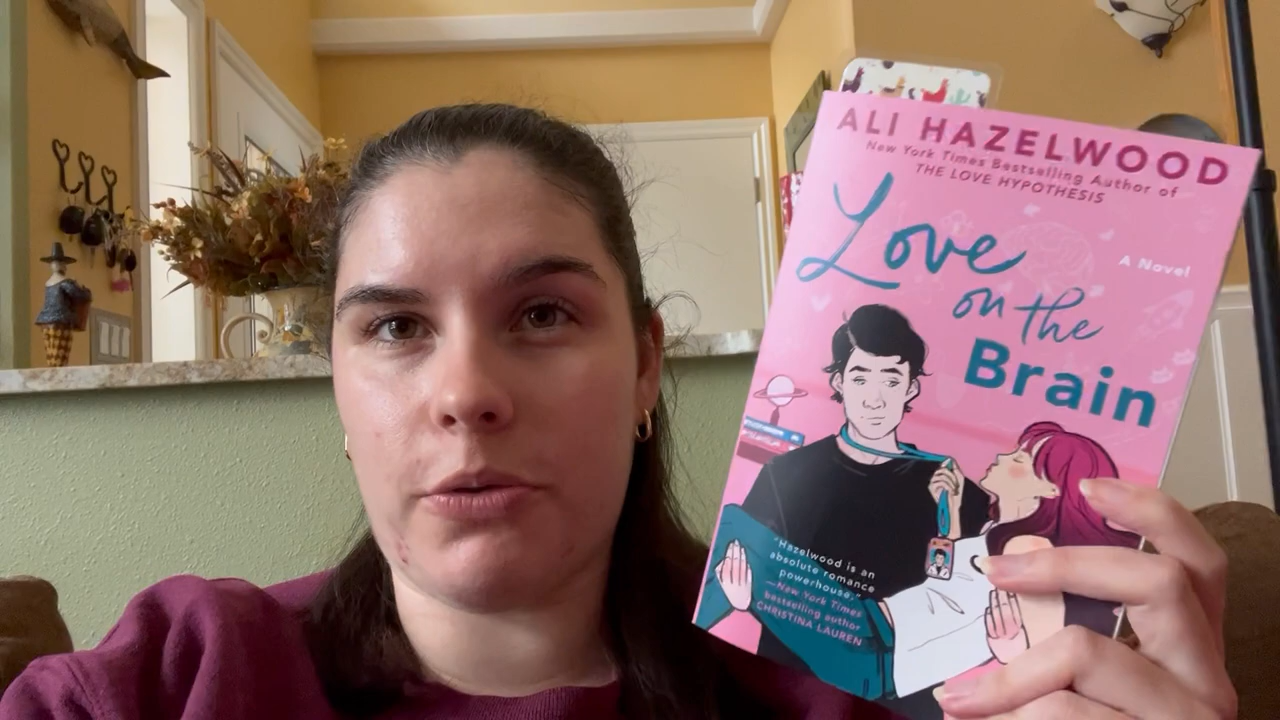 ALI HAZELWOOD
New York Times Bestselling Author of
THE LOVE HYPOTHESIS
Love
on the
Brain
A Novel
"Hazelwood is an
absolute romance
powerhouse."
—New York Times
bestselling author
CHRISTINA LAUREN